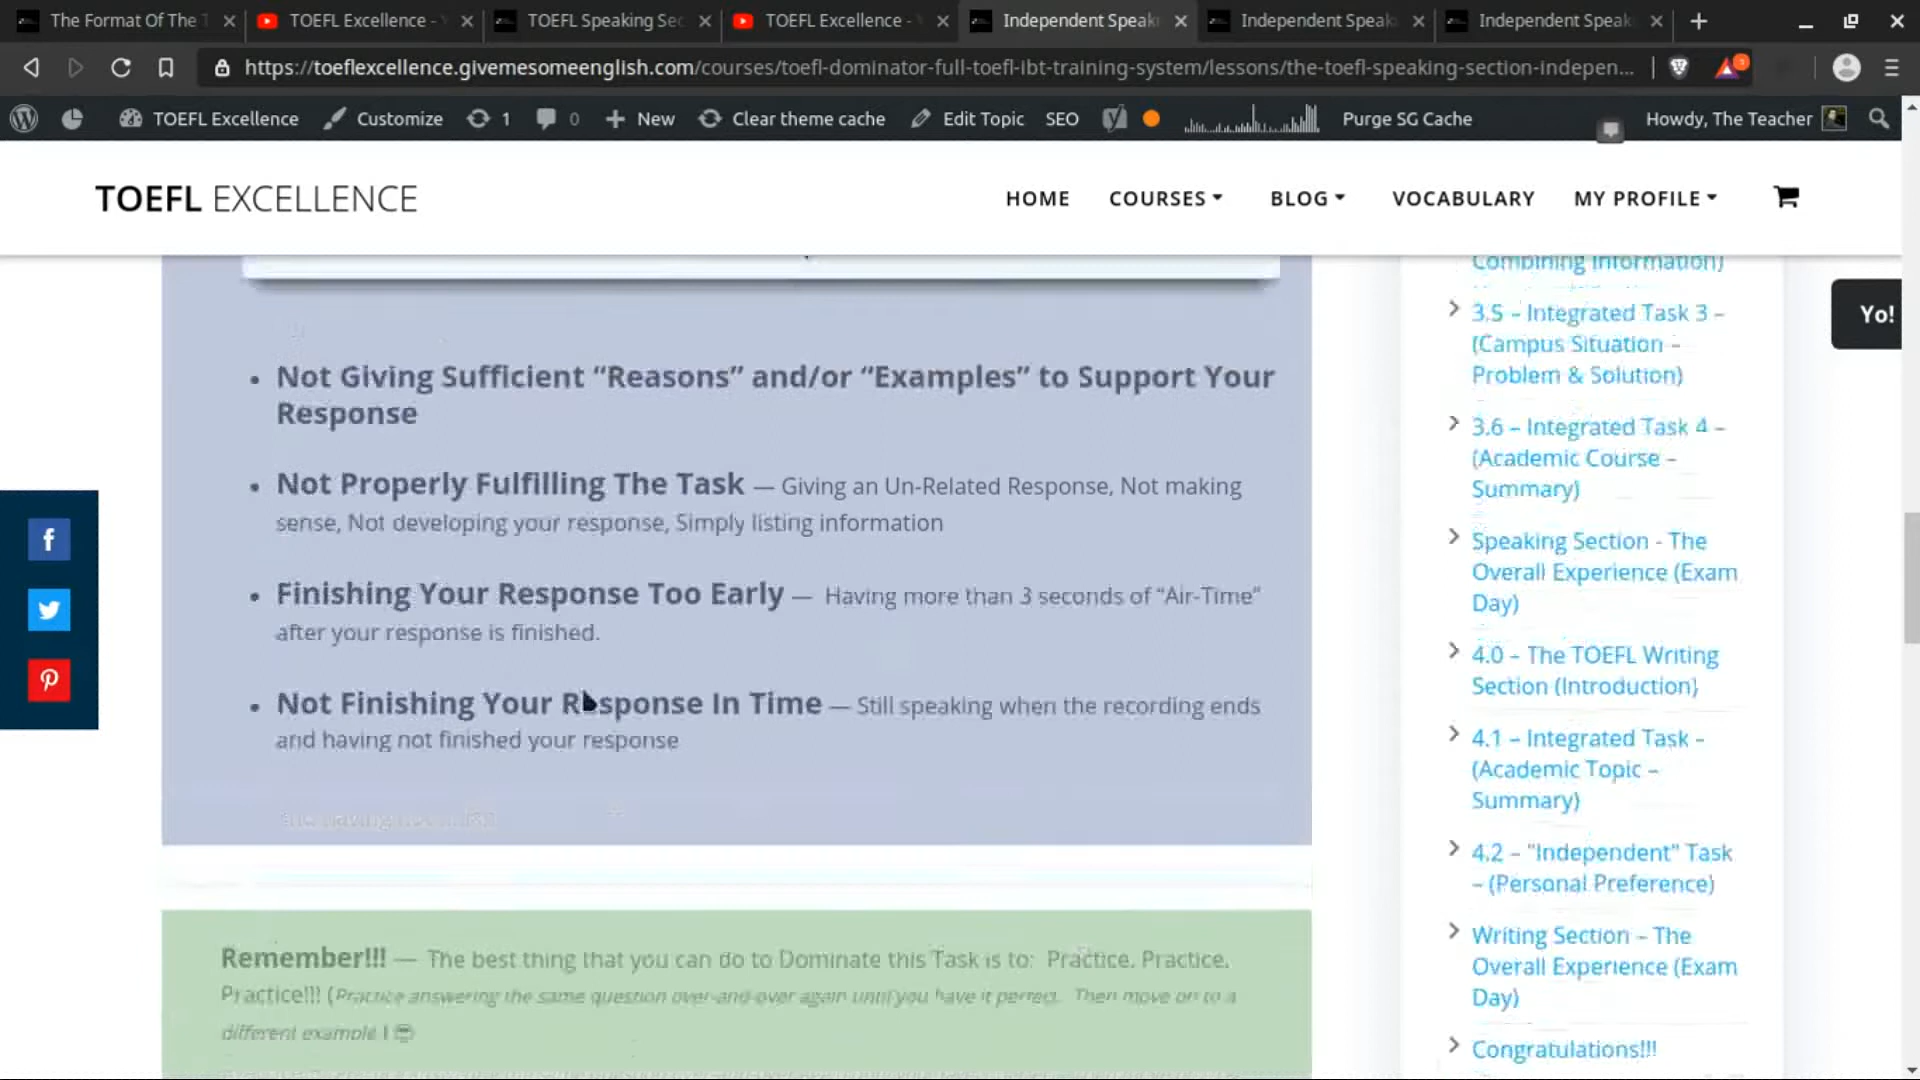 The Format Of The T
TOEFL Excellence - V
TOEFL Speaking Sec
TOEFL Excellence - V
Independent Speaki
Independent Speak
Independent Speak
https://toeflexcellence.givemesomeenglish.com/courses/toefl-dominator-full-toefl-ibt-training-system/lessons/the-toefl-speaking-section-indepen...
TOEFL Excellence
Customize
1
0
New
Clear theme cache
Edit Topic
SEO
Purge SG Cache
Howdy, The Teacher
TOEFL EXCELLENCE
HOME
COURSES
BLOG
VOCABULARY
MY PROFILE
Yo!
• Not Giving Sufficient “Reasons” and/or “Examples” to Support Your
Response
• Not Properly Fulfilling The Task — Giving an Un-Related Response, Not making
sense, Not developing your response, Simply listing information
• Finishing Your Response Too Early — Having more than 3 seconds of “Air-Time”
after your response is finished.
• Not Finishing Your Response In Time — Still speaking when the recording ends
and having not finished your response
Remember!!! — The best thing that you can do to Dominate this Task is to: Practice. Practice.
Practice!!! (Practice answering the same question over-and-over again until you have it perfect. Then move on to a
different example
Combining Information)
3.5 – Integrated Task 3 –
(Campus Situation –
Problem & Solution)
3.6 – Integrated Task 4 –
(Academic Course –
Summary)
Speaking Section - The
Overall Experience (Exam
Day)
4.0 – The TOEFL Writing
Section (Introduction)
4.1 – Integrated Task –
(Academic Topic –
Summary)
4.2 – "Independent" Task
– (Personal Preference)
Writing Section – The
Overall Experience (Exam
Day)
Congratulations!!!